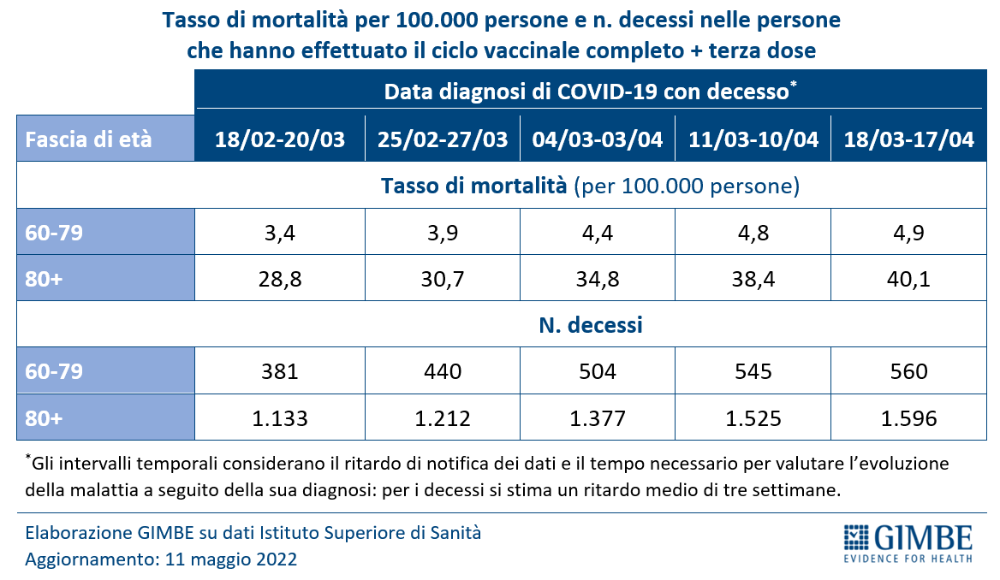 Tasso di mortalità per 100.000 persone e n. decessi nelle persone
che hanno effettuato il ciclo vaccinale completo + terza dose
Data diagnosi di COVID-19 con decesso*
Fascia di età 18/02-20/03 25/02-27/03 04/03-03/04 11/03-10/04 18/03-17/04
Tasso di mortalità (per 100.000 persone)
60-79 3,4 3,9 4,4 4,8 4,9
80+ 28,8 30,7 34,8 38,4 40,1
N. decessi
60-79 381 440 504 545 560
80+ 1.133 1.212 1.377 1.525 1.596
*Gli intervalli temporali considerano il ritardo di notifica dei dati e il tempo necessario per valutare l’evoluzione
della malattia a seguito della sua diagnosi: per i decessi si stima un ritardo medio di tre settimane.
Elaborazione GIMBE su dati Istituto Superiore di Sanità
Aggiornamento: 11 maggio 2022
GIMBE
EVIDENCE FOR HEALTH